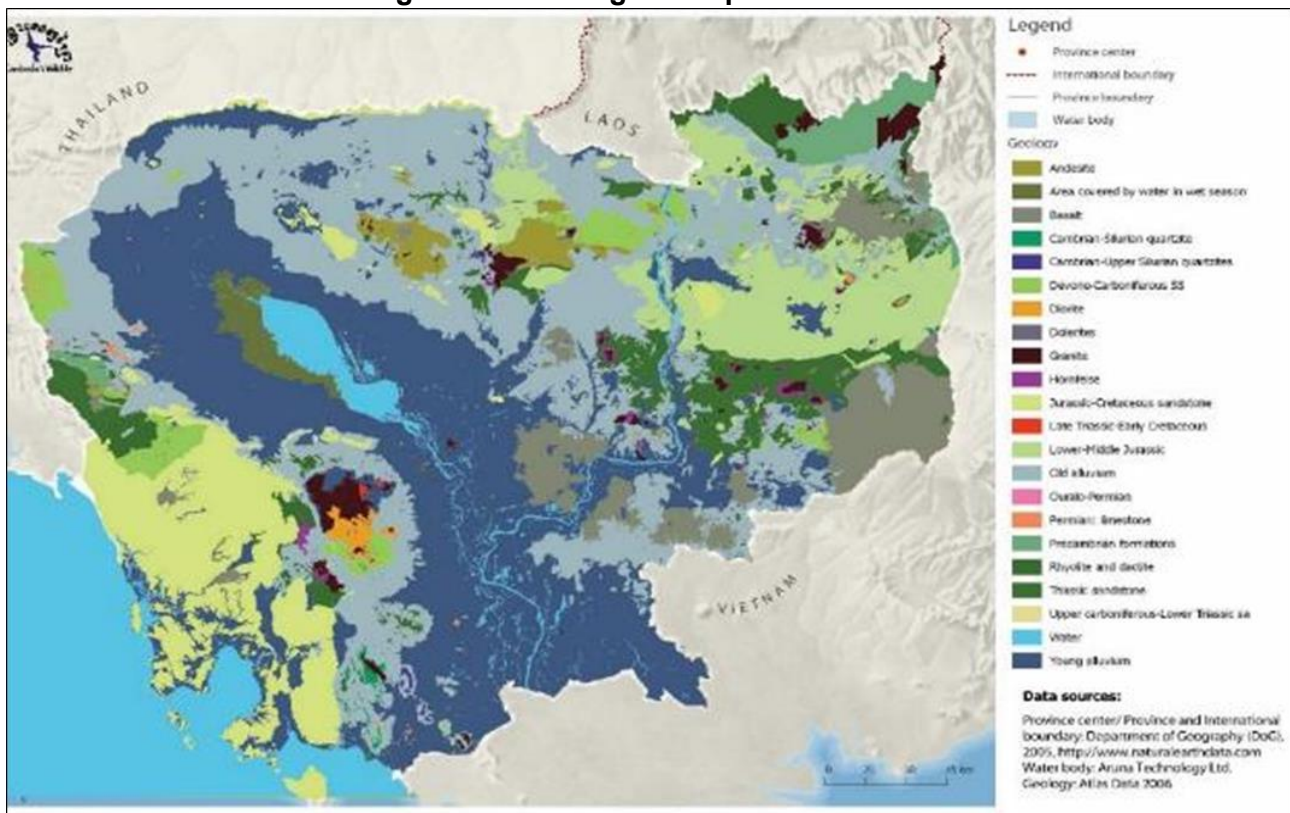 Legend
Province center
International boundary
Province boundary
Water body
Geology
Andesite
Area covered by water in wet season
Basalt
Cambrian-Silurian quartzite
Cambrian-Upper Silurian quartzites
Devono-Carboniferous SS
Diorite
Dolerites
Granite
Hornfelse
Jurassic-Cretaceous sandstone
Late Triassic-Early Cretaceous
Lower-Middle Jurassic
Old alluvium
Ouralo-Permian
Permian: limestone
Precambrian formations
Rhyolite and dacitie
Triassic sandstone
Upper carboniferous-Lower Triassic sa
Water
Young alluvium
Data sources:
Province center/ Province and International
boundary: Department of Geography (DoG),
2005, http://www.naturalearthdata.com
Water body: Aruna Technology Ltd.
Geology: Atlas Data 2006
THAILAND
LAOS
VIETNAM